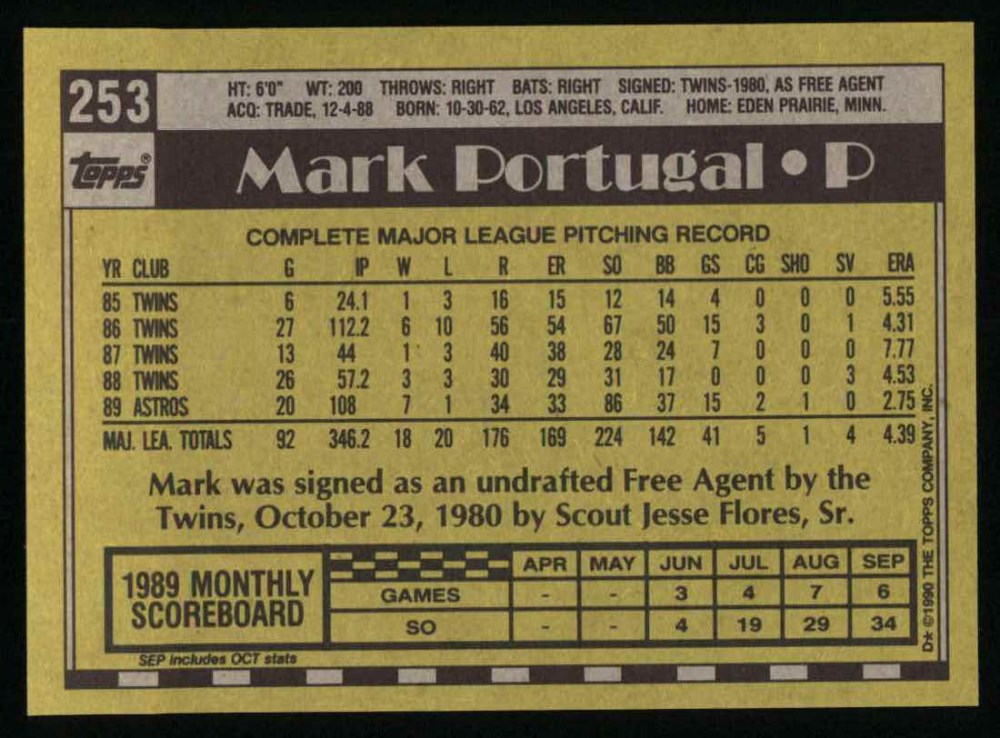 253
HT: 6'0" WT: 200 THROWS: RIGHT BATS: RIGHT SIGNED: TWINS-1980, AS FREE AGENT
ACQ: TRADE, 12-4-88 BORN: 10-30-62, LOS ANGELES, CALIF. HOME: EDEN PRAIRIE, MINN.
topps®
Mark Portugal • P
COMPLETE MAJOR LEAGUE PITCHING RECORD
YR CLUB G IP W L R ER SO BB GS CG SHO SV ERA
85 TWINS 6 24.1 1 3 16 15 12 14 4 0 0 0 5.55
86 TWINS 27 112.2 6 10 56 54 67 50 15 3 0 1 4.31
87 TWINS 13 44 1 3 40 38 28 24 7 0 0 0 7.77
88 TWINS 26 57.2 3 3 30 29 31 17 0 0 0 3 4.53
89 ASTROS 20 108 7 1 34 33 86 37 15 2 1 0 2.75
MAJ. LEA. TOTALS 92 346.2 18 20 176 169 224 142 41 5 1 4 4.39
Mark was signed as an undrafted Free Agent by the
Twins, October 23, 1980 by Scout Jesse Flores, Sr.
1989 MONTHLY
SCOREBOARD
APR MAY JUN JUL AUG SEP
GAMES - - 3 4 7 6
SO - - 4 19 29 34
SEP includes OCT stats
D* ©1990 THE TOPPS COMPANY, INC.